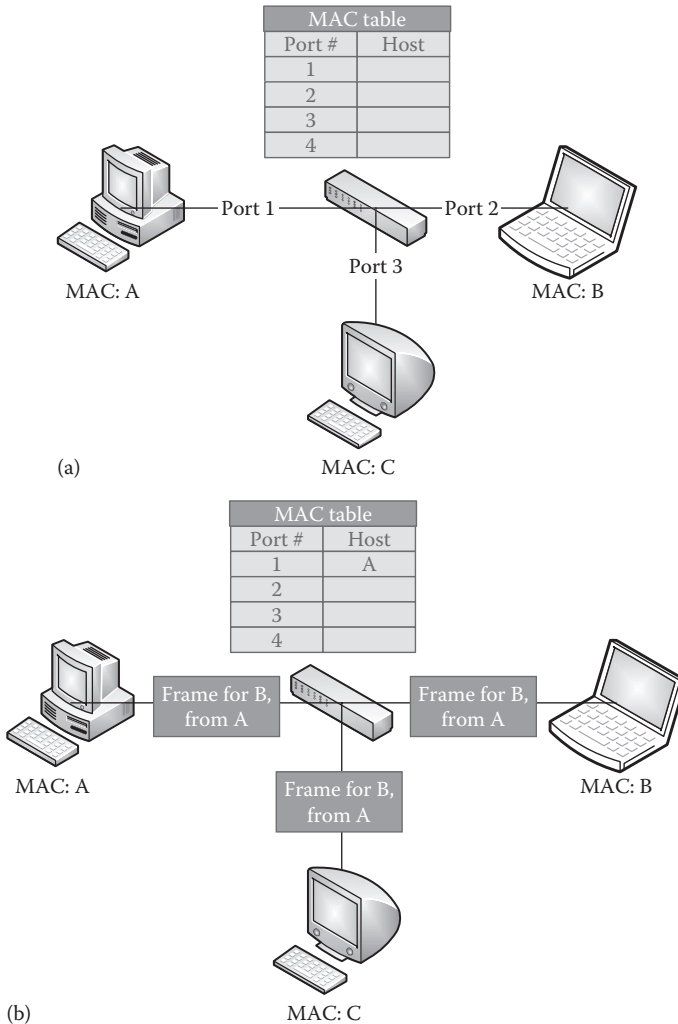 MAC table
Port # Host
1
2
3
4
Port 1
Port 2
Port 3
MAC: A
MAC: B
MAC: C
(a)
MAC table
Port # Host
1 A
2
3
4
Frame for B,
from A
Frame for B,
from A
MAC: A
MAC: B
Frame for B,
from A
MAC: C
(b)